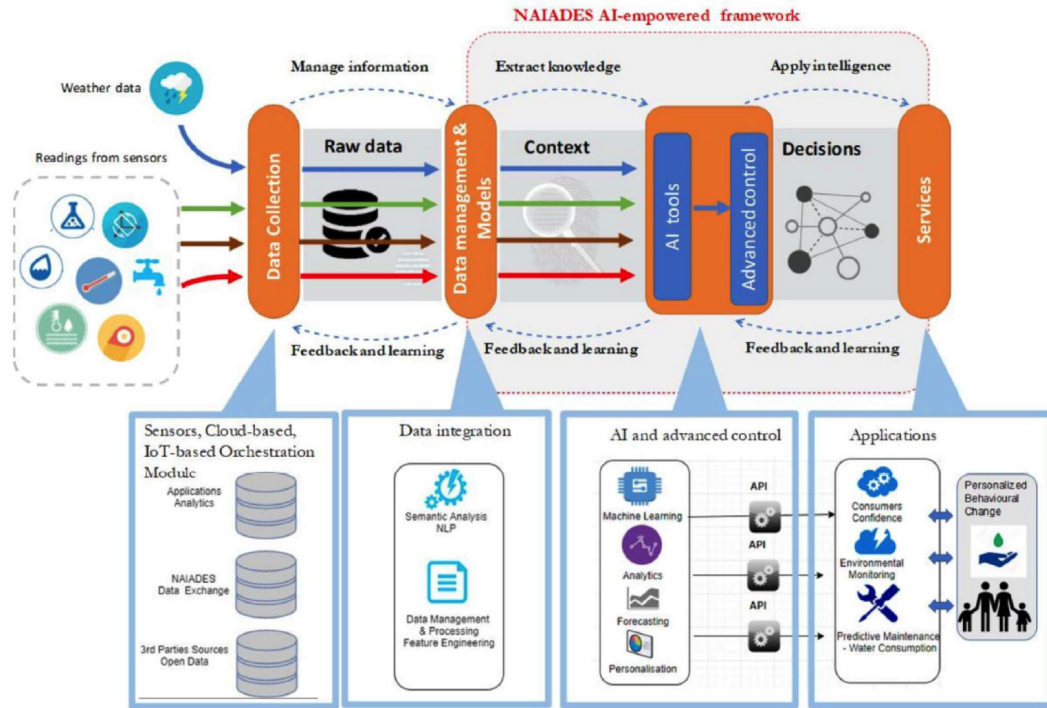 NAIADES AI-empowered framework
Manage information
Extract knowledge
Apply intelligence
Weather data
Readings from sensors
Data Collection
Raw data
Data management &
Models
Context
AI tools
Advanced control
Decisions
Services
Feedback and learning
Feedback and learning
Feedback and learning
Sensors, Cloud-based,
IoT-based Orchestration
Module
Applications
Analytics
NAIADES
Data Exchange
3rd Parties Sources
Open Data
Data integration
Semantic Analysis
NLP
Data Management
& Processing
Feature Engineering
AI and advanced control
Machine Learning
Analytics
Forecasting
Personalisation
API
API
API
Applications
Consumers
Confidence
Environmental
Monitoring
Predictive Maintenance
- Water Consumption
Personalized
Behavioural
Change